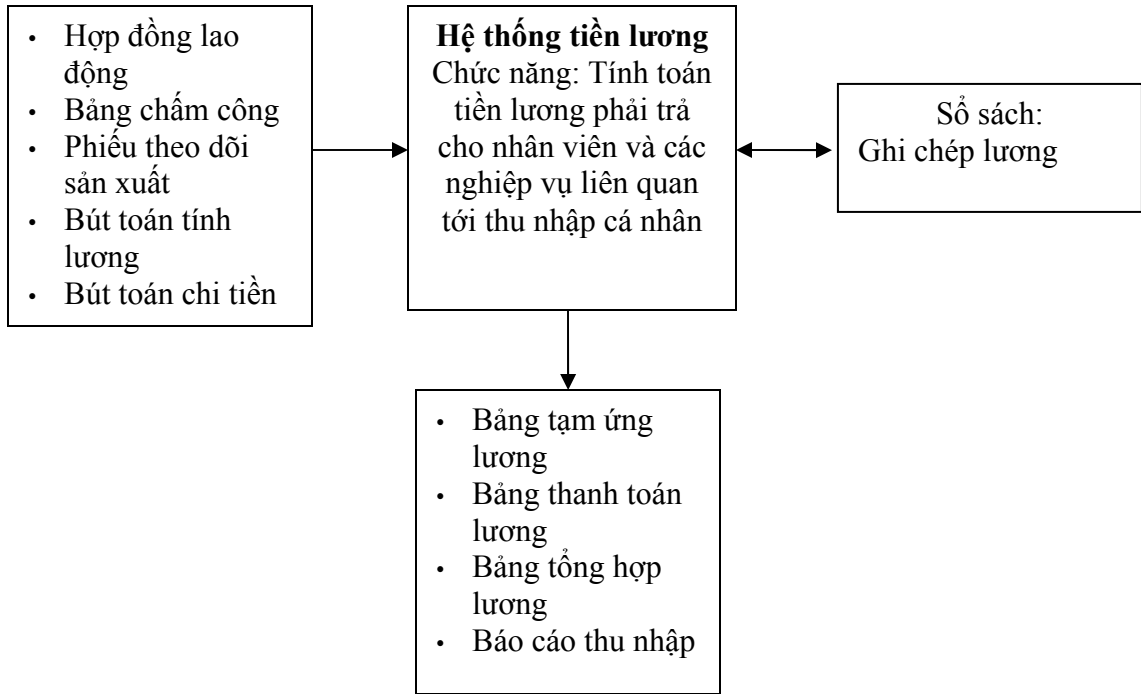 • Hợp đồng lao
động
• Bảng chấm công
• Phiếu theo dõi
sản xuất
• Bút toán tính
lương
• Bút toán chi tiền
Hệ thống tiền lương
Chức năng: Tính toán
tiền lương phải trả
cho nhân viên và các
nghiệp vụ liên quan
tới thu nhập cá nhân
Sổ sách:
Ghi chép lương
• Bảng tạm ứng
lương
• Bảng thanh toán
lương
• Bảng tổng hợp
lương
• Báo cáo thu nhập